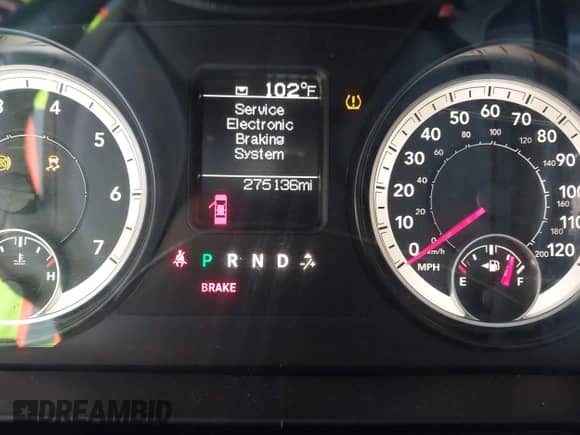 102°F
Service
Electronic
Braking
System
275136mi
P R N D
BRAKE
3 4 5 6 7
H
0 10 20 30 40 50 60 70 80 90 100 110 120
0 20 40 60 80 100 120 140 160 180 200
km/h
MPH
E F
DREAMBID